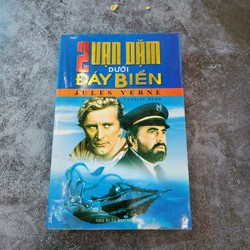 2 VẠN DẶM
DƯỚI
ĐÁY BIỂN
JULES VERNE